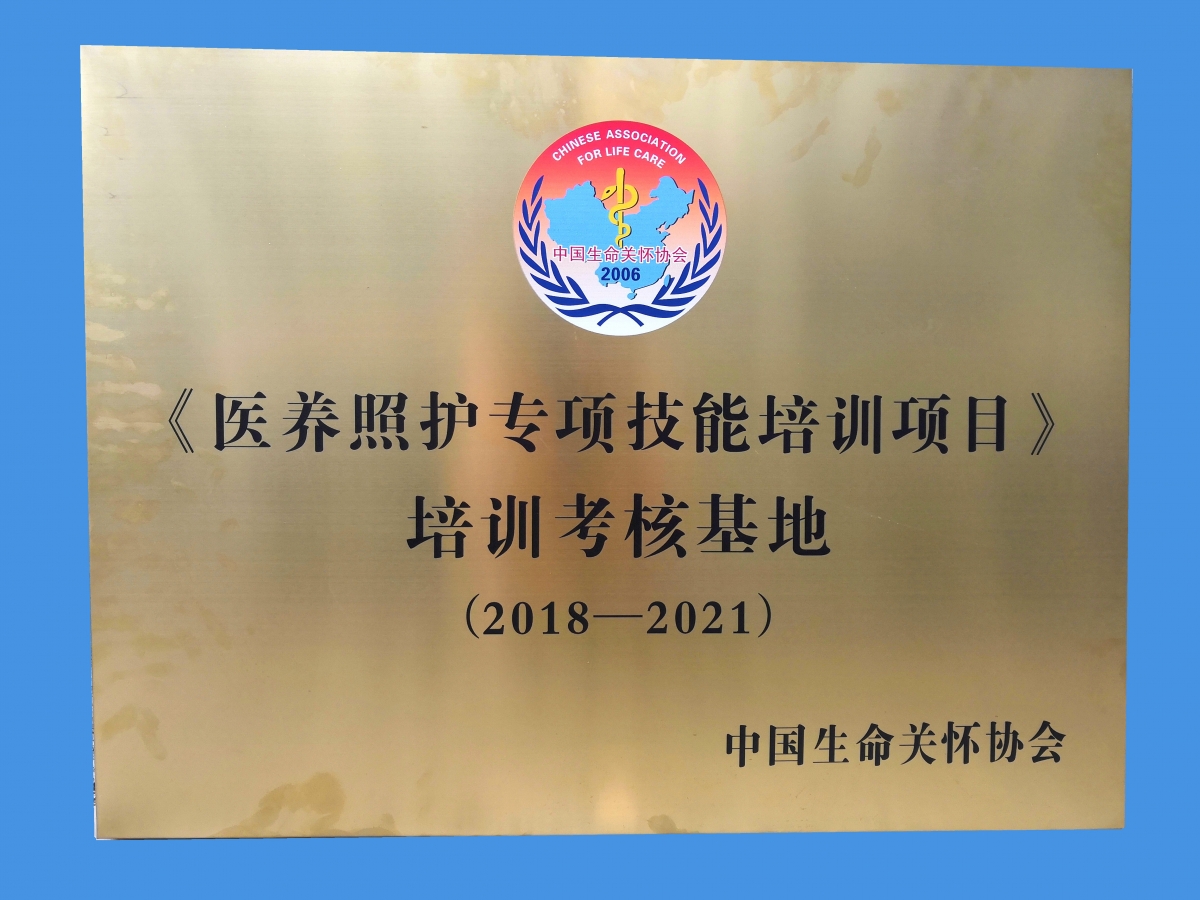 CHINESE ASSOCIATION
FOR LIFE CARE
中国生命关怀协会
2006
《医养照护专项技能培训项目》
培训考核基地
(2018—2021)
中国生命关怀协会